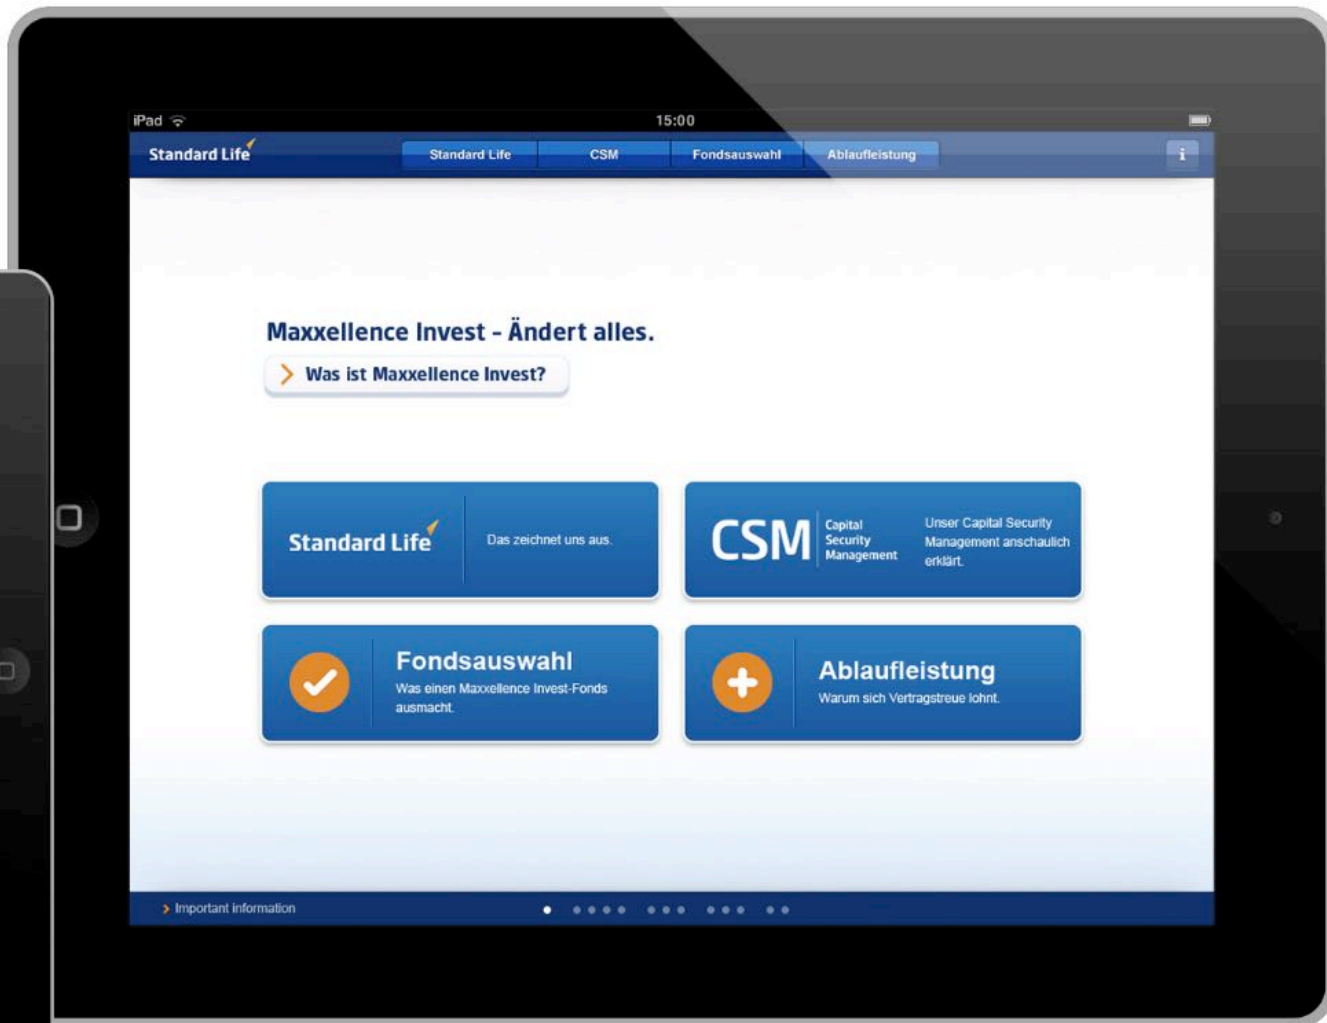 iPad 15:00
Standard Life Standard Life CSM Fondsauswahl Ablaufleistung i
Maxxellence Invest – Ändert alles.
Was ist Maxxellence Invest?
Standard Life
Das zeichnet uns aus.
CSM
Capital
Security
Management
Unser Capital Security
Management anschaulich
erklärt.
Fondsauswahl
Was einen Maxxellence Invest-Fonds
ausmacht.
Ablaufleistung
Warum sich Vertragstreue lohnt.
Important information